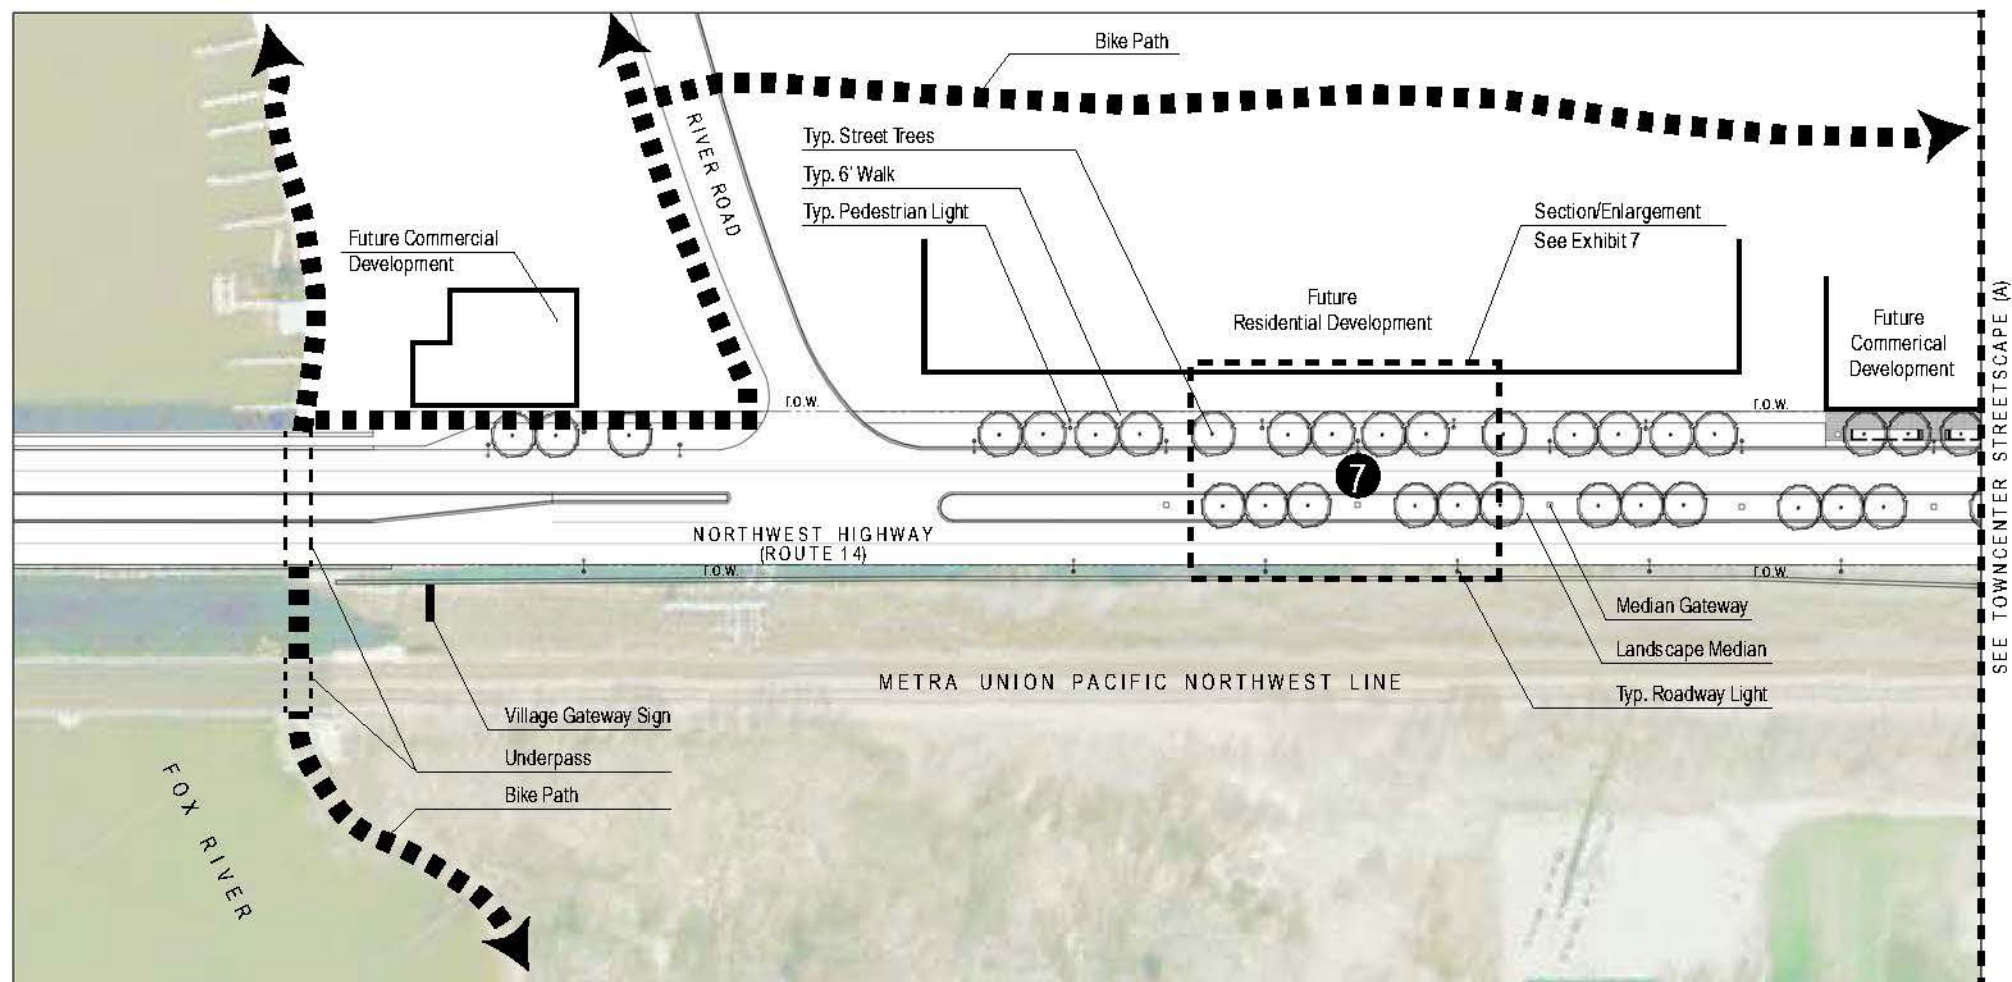 Bike Path
Typ. Street Trees
Typ. 6' Walk
Typ. Pedestrian Light
RIVER ROAD
Section/Enlargement
See Exhibit 7
Future Commercial
Development
Future
Residential Development
Future
Commerical
Development
SEE TOWNCENTER STREETSCAPE (A)
r.o.w.
r.o.w.
7
NORTHWEST HIGHWAY
(ROUTE 14)
r.o.w.
r.o.w.
Median Gateway
Landscape Median
Typ. Roadway Light
METRA UNION PACIFIC NORTHWEST LINE
Village Gateway Sign
Underpass
Bike Path
FOX RIVER